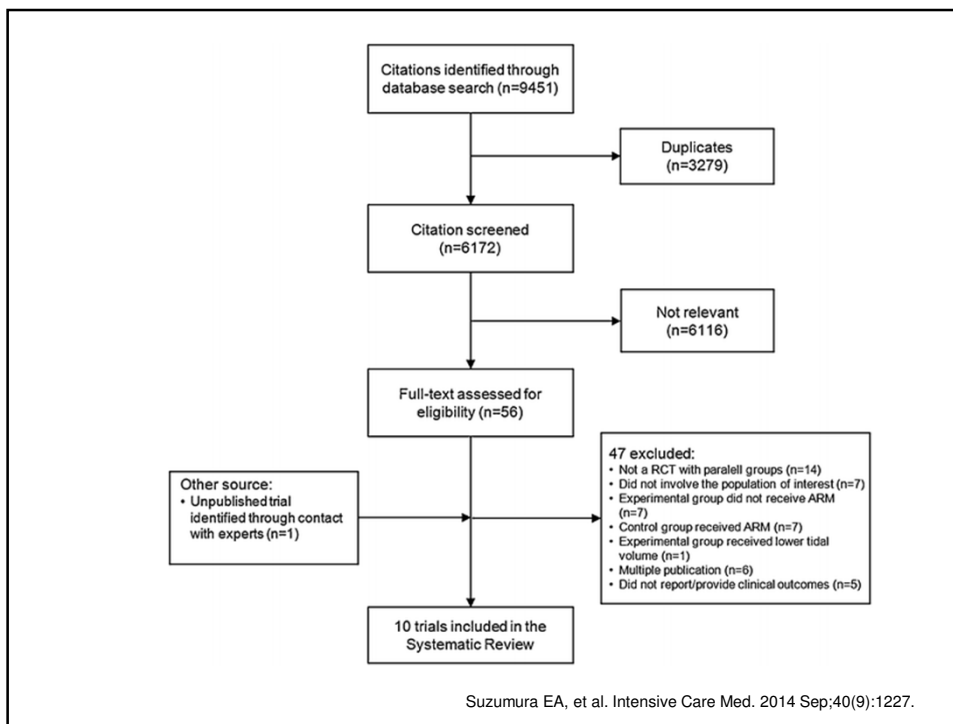 Citations identified through
database search (n=9451)
Duplicates
(n=3279)
Citation screened
(n=6172)
Not relevant
(n=6116)
Full-text assessed for
eligibility (n=56)
Other source:
• Unpublished trial
identified through contact
with experts (n=1)
47 excluded:
• Not a RCT with paralell groups (n=14)
• Did not involve the population of interest (n=7)
• Experimental group did not receive ARM
(n=7)
• Control group received ARM (n=7)
• Experimental group received lower tidal
volume (n=1)
• Multiple publication (n=6)
• Did not report/provide clinical outcomes (n=5)
10 trials included in the
Systematic Review
Suzumura EA, et al. Intensive Care Med. 2014 Sep;40(9):1227.